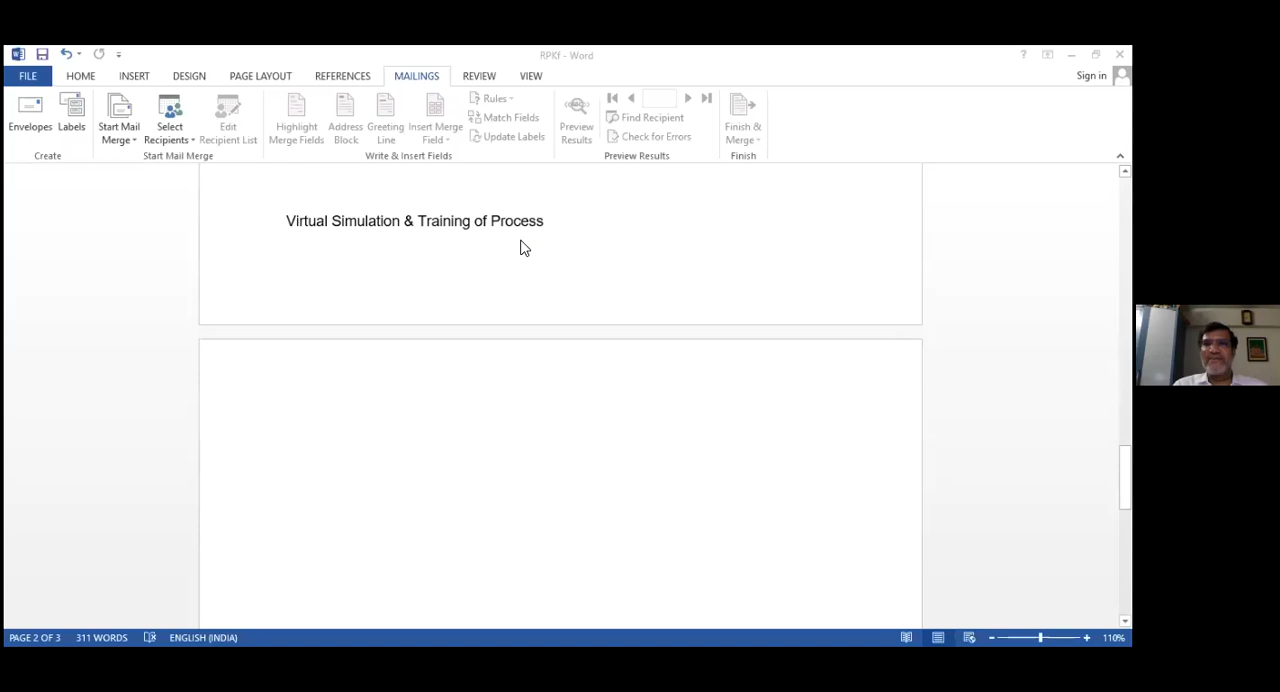 RPKf - Word
?
Sign in
FILE HOME INSERT DESIGN PAGE LAYOUT REFERENCES MAILINGS REVIEW VIEW
Envelopes Labels
Create
Start Mail Merge
Select Recipients
Edit Recipient List
Start Mail Merge
Highlight Merge Fields
Address Block
Greeting Line
Insert Merge Field
Rules
Match Fields
Update Labels
Write & Insert Fields
Preview Results
Find Recipient
Check for Errors
Preview Results
Finish & Merge
Finish
Virtual Simulation & Training of Process
PAGE 2 OF 3 311 WORDS ENGLISH (INDIA) 110%